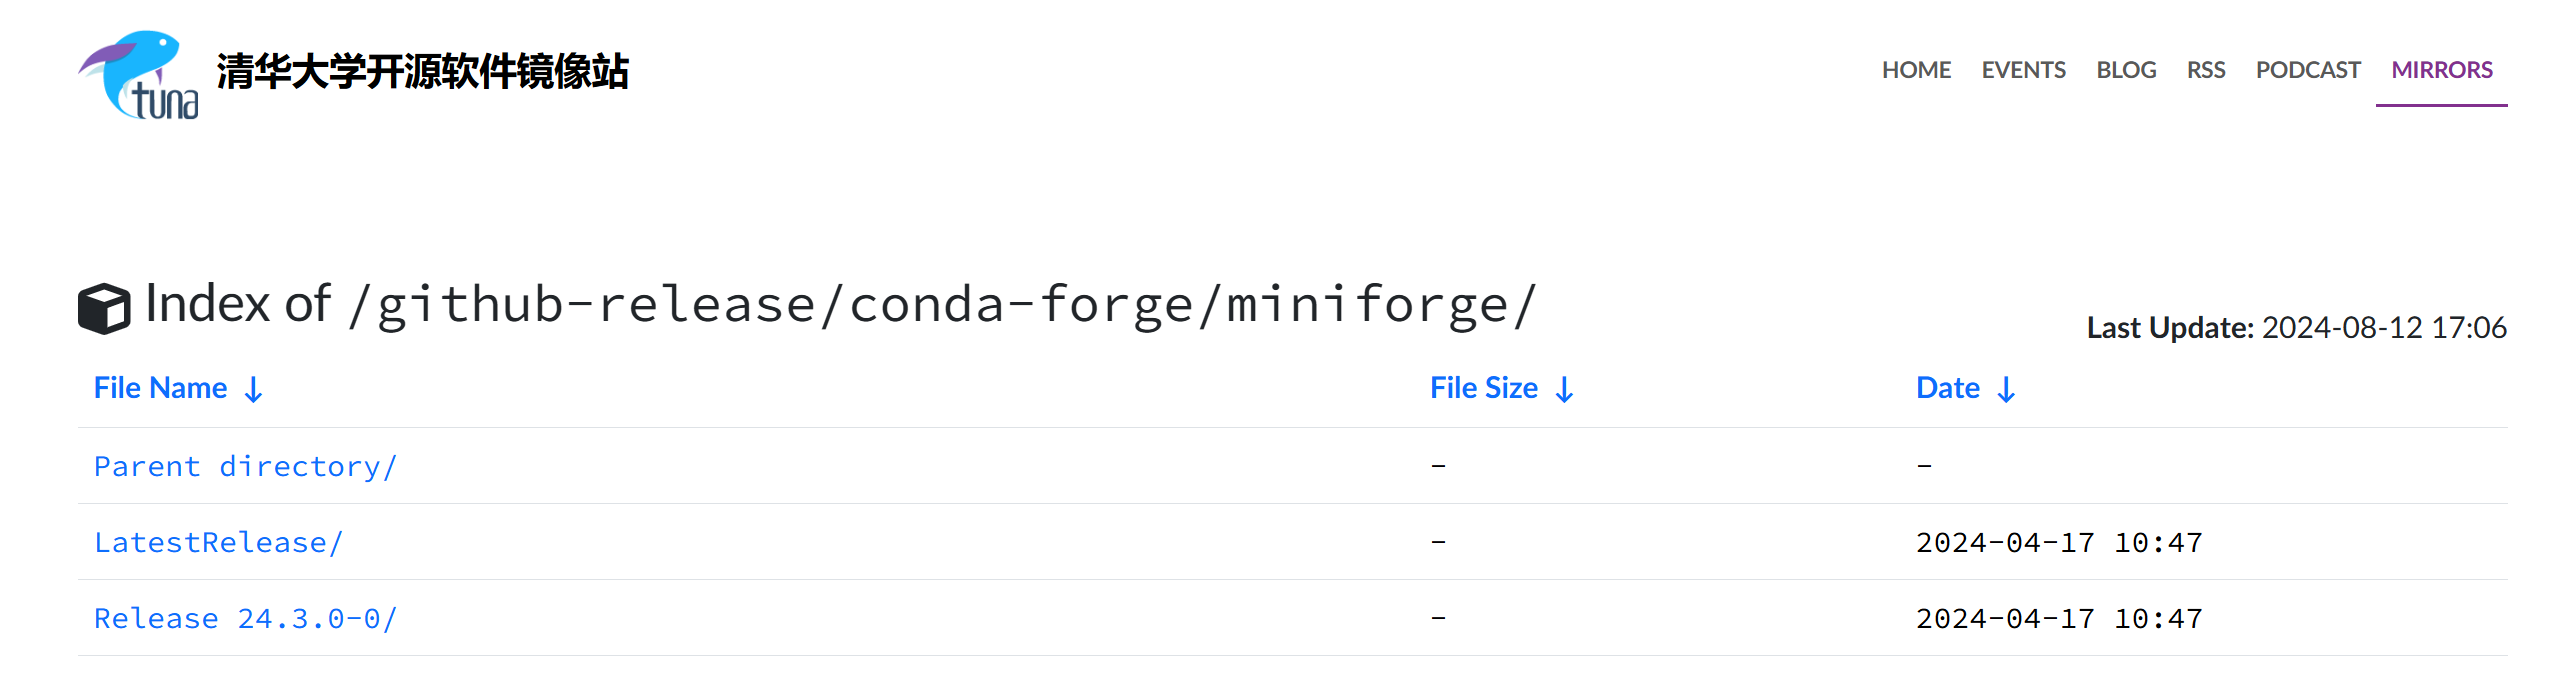 tuna 清华大学开源软件镜像站 HOME EVENTS BLOG RSS PODCAST MIRRORS
Index of /github-release/conda-forge/miniforge/
Last Update: 2024-08-12 17:06
File Name ↓ File Size ↓ Date ↓
Parent directory/ - -
LatestRelease/ - 2024-04-17 10:47
Release 24.3.0-0/ - 2024-04-17 10:47